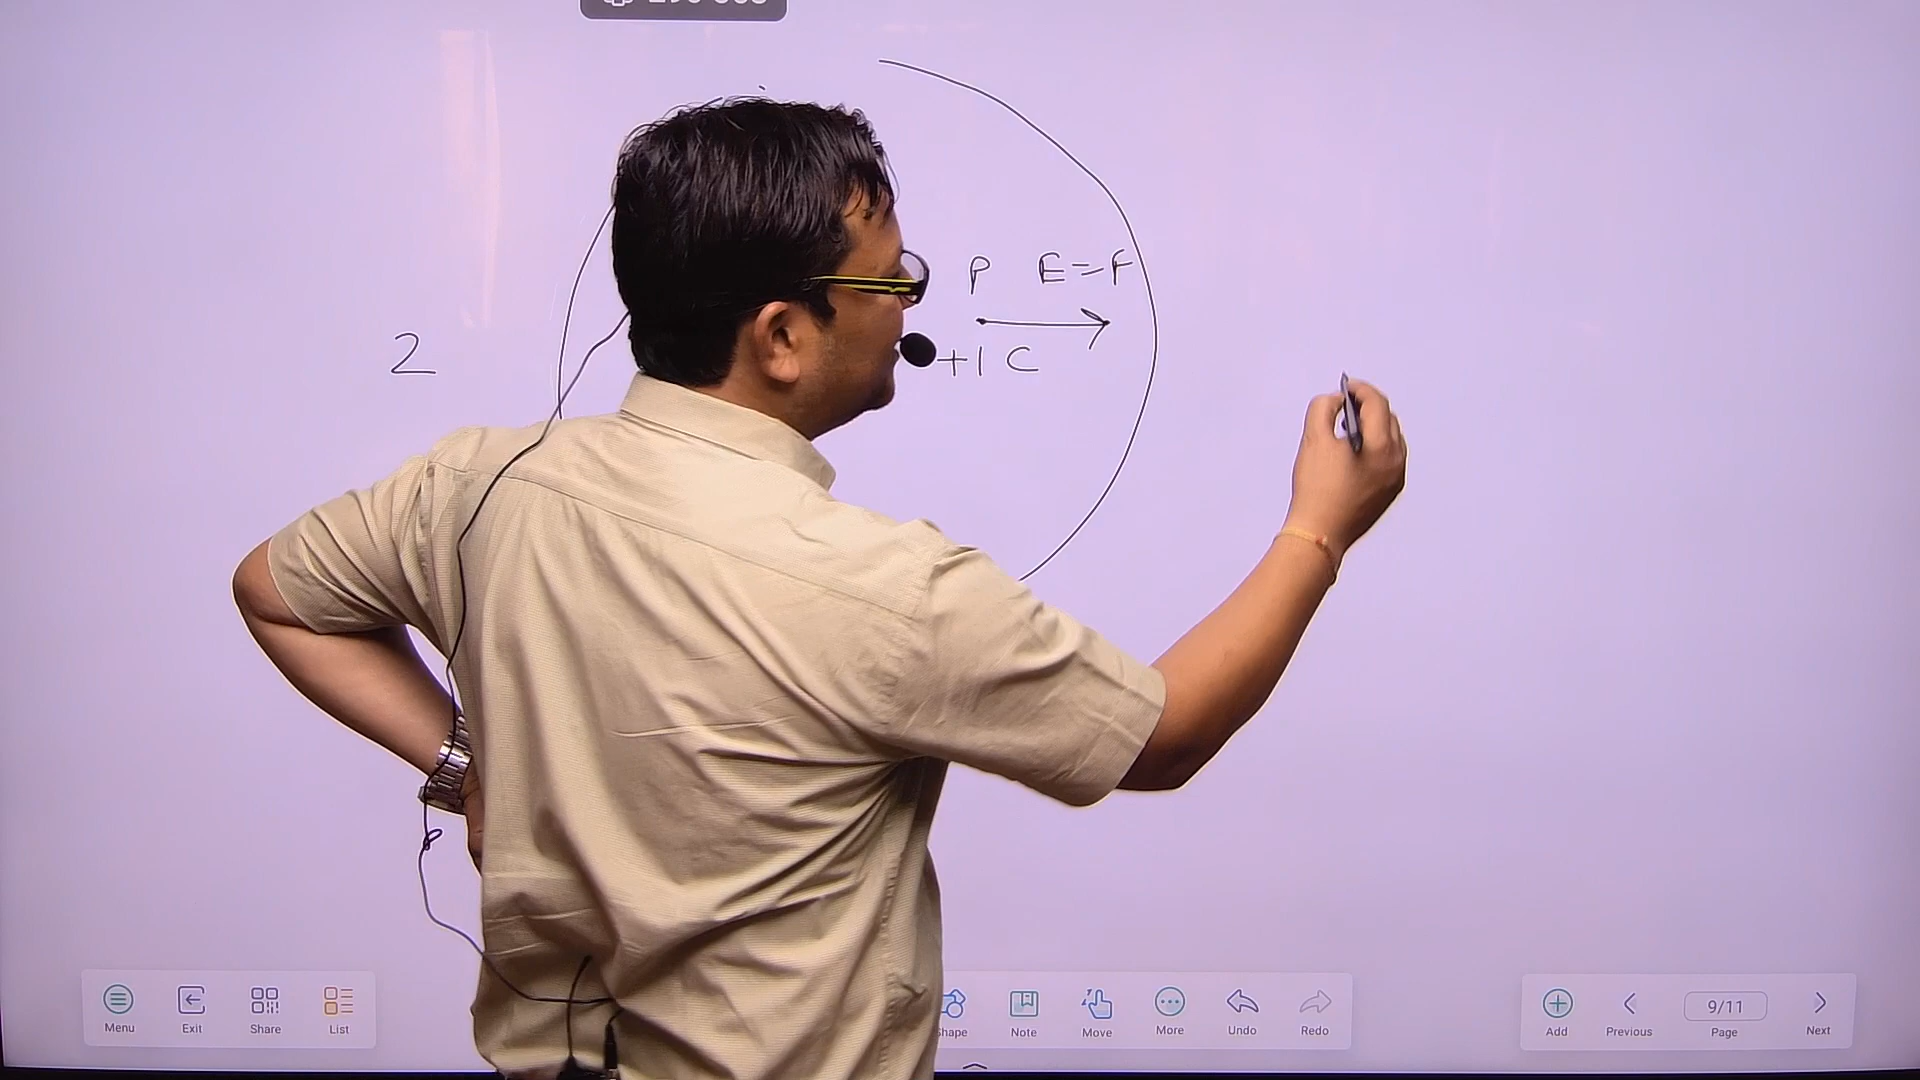 P E=F
2
+1 C
Menu
Exit
Share
List
Shape
Note
Move
More
Undo
Redo
Add
Previous
9/11
Page
Next